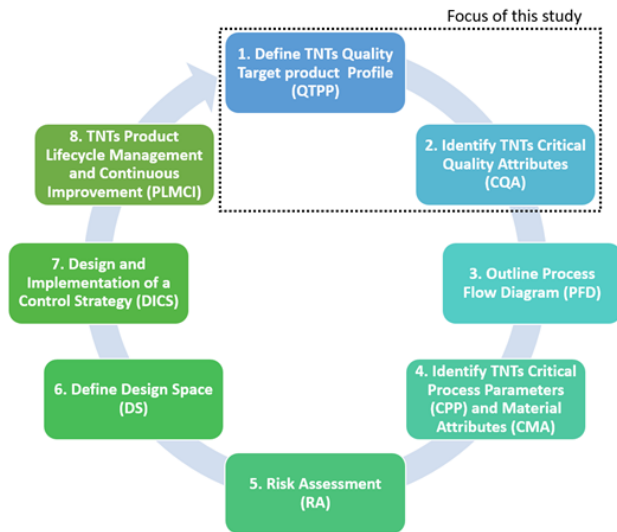 Focus of this study
1. Define TNTs Quality
Target product Profile
(QTPP)
2. Identify TNTs Critical
Quality Attributes
(CQA)
3. Outline Process
Flow Diagram (PFD)
4. Identify TNTs Critical
Process Parameters
(CPP) and Material
Attributes (CMA)
5. Risk Assessment
(RA)
6. Define Design Space
(DS)
7. Design and
Implementation of a
Control Strategy (DICS)
8. TNTs Product
Lifecycle Management
and Continuous
Improvement (PLMCI)